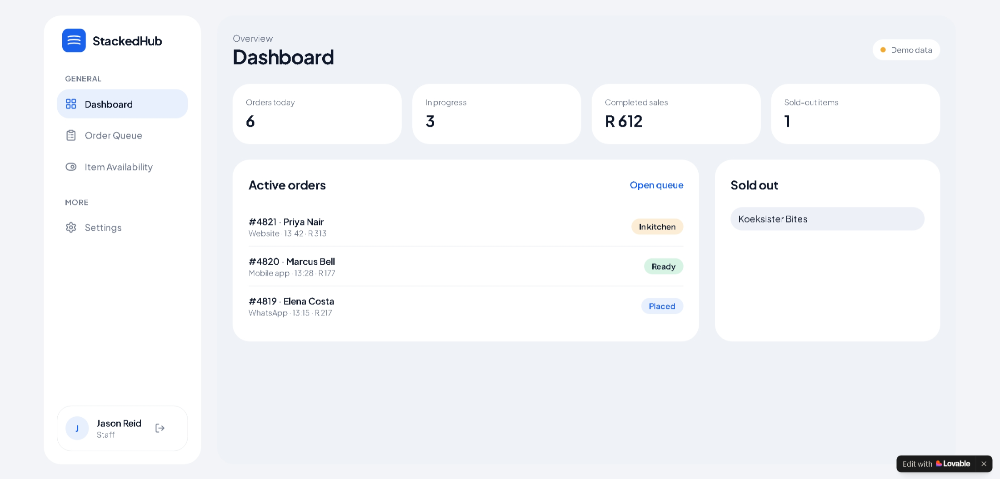 StackedHub
GENERAL
Dashboard
Order Queue
Item Availability
MORE
Settings
J
Jason Reid
Staff
Overview
Dashboard
Demo data
Orders today
6
In progress
3
Completed sales
R 612
Sold-out items
1
Active orders
Open queue
#4821 · Priya Nair
Website · 13:42 · R 313
In kitchen
#4820 · Marcus Bell
Mobile app · 13:28 · R 177
Ready
#4819 · Elena Costa
WhatsApp · 13:15 · R 217
Placed
Sold out
Koeksister Bites
Edit with Lovable